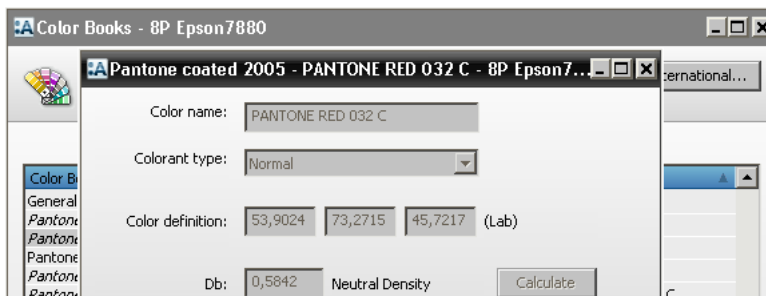 Color Books - 8P Epson7880
Pantone coated 2005 - PANTONE RED 032 C - 8P Epson7...
ternational...
Color name: PANTONE RED 032 C
Colorant type: Normal
Color B
General
Pantone
Color definition: 53,9024 73,2715 45,7217 (Lab)
Pantone
Pantone
Pantone
Db: 0,5842 Neutral Density Calculate
Pantone C